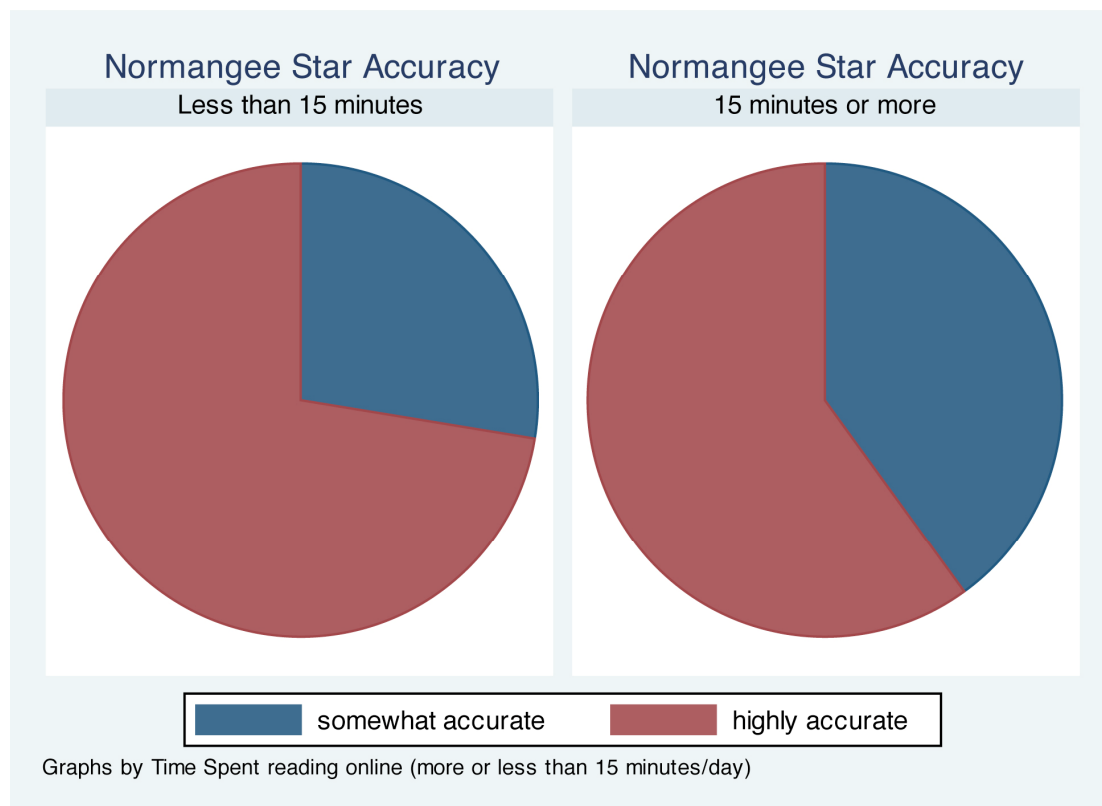 Normangee Star Accuracy
Less than 15 minutes
Normangee Star Accuracy
15 minutes or more
somewhat accurate
highly accurate
Graphs by Time Spent reading online (more or less than 15 minutes/day)